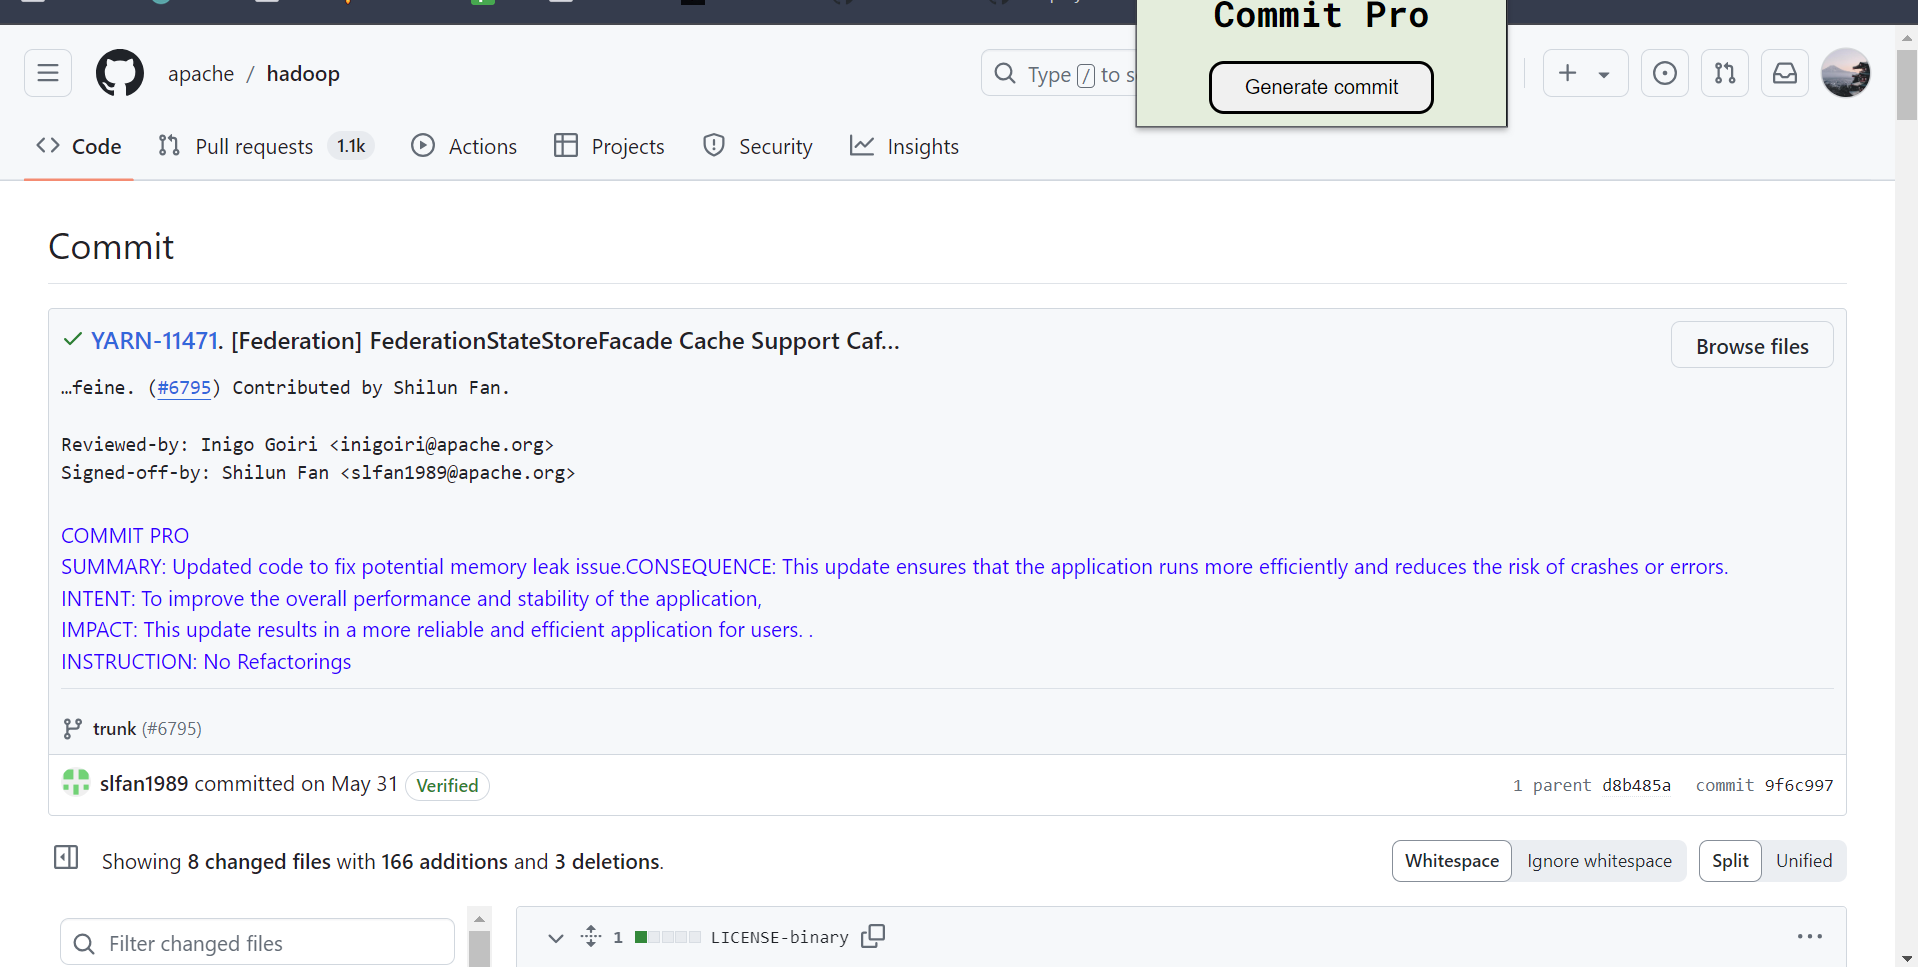 Commit Pro
Generate commit
apache / hadoop
Type / to s
Code
Pull requests 1.1k
Actions
Projects
Security
Insights
Commit
YARN-11471. [Federation] FederationStateStoreFacade Cache Support Caf…
Browse files
…feine. (#6795) Contributed by Shilun Fan.
Reviewed-by: Inigo Goiri <inigoiri@apache.org>
Signed-off-by: Shilun Fan <slfan1989@apache.org>
COMMIT PRO
SUMMARY: Updated code to fix potential memory leak issue.CONSEQUENCE: This update ensures that the application runs more efficiently and reduces the risk of crashes or errors.
INTENT: To improve the overall performance and stability of the application,
IMPACT: This update results in a more reliable and efficient application for users. .
INSTRUCTION: No Refactorings
trunk (#6795)
slfan1989 committed on May 31 Verified
1 parent d8b485a commit 9f6c997
Showing 8 changed files with 166 additions and 3 deletions.
Whitespace Ignore whitespace
Split Unified
Filter changed files
1 LICENSE-binary